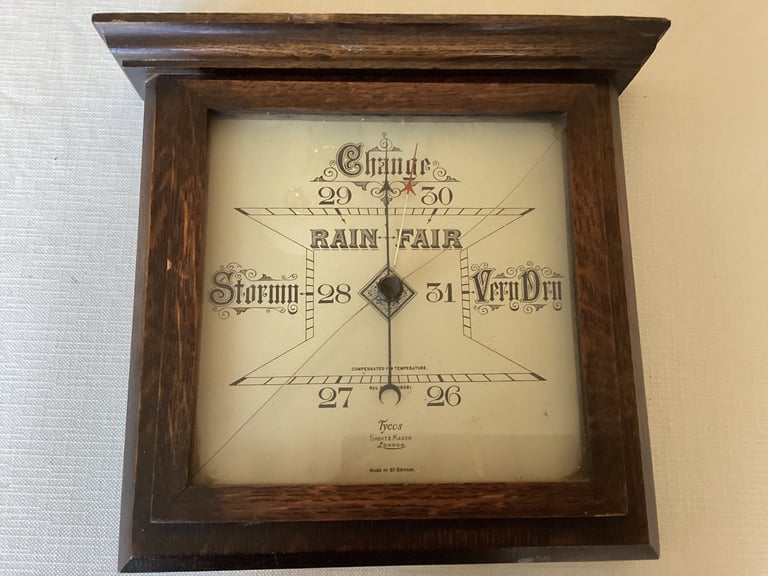 Change
29 30
RAIN FAIR
Stormy 28 31 Very Dry
COMPENSATED TEMPERATURE.
27 26
Tycos
SHORT & MASON
LONDON
MADE IN GT BRITAIN.